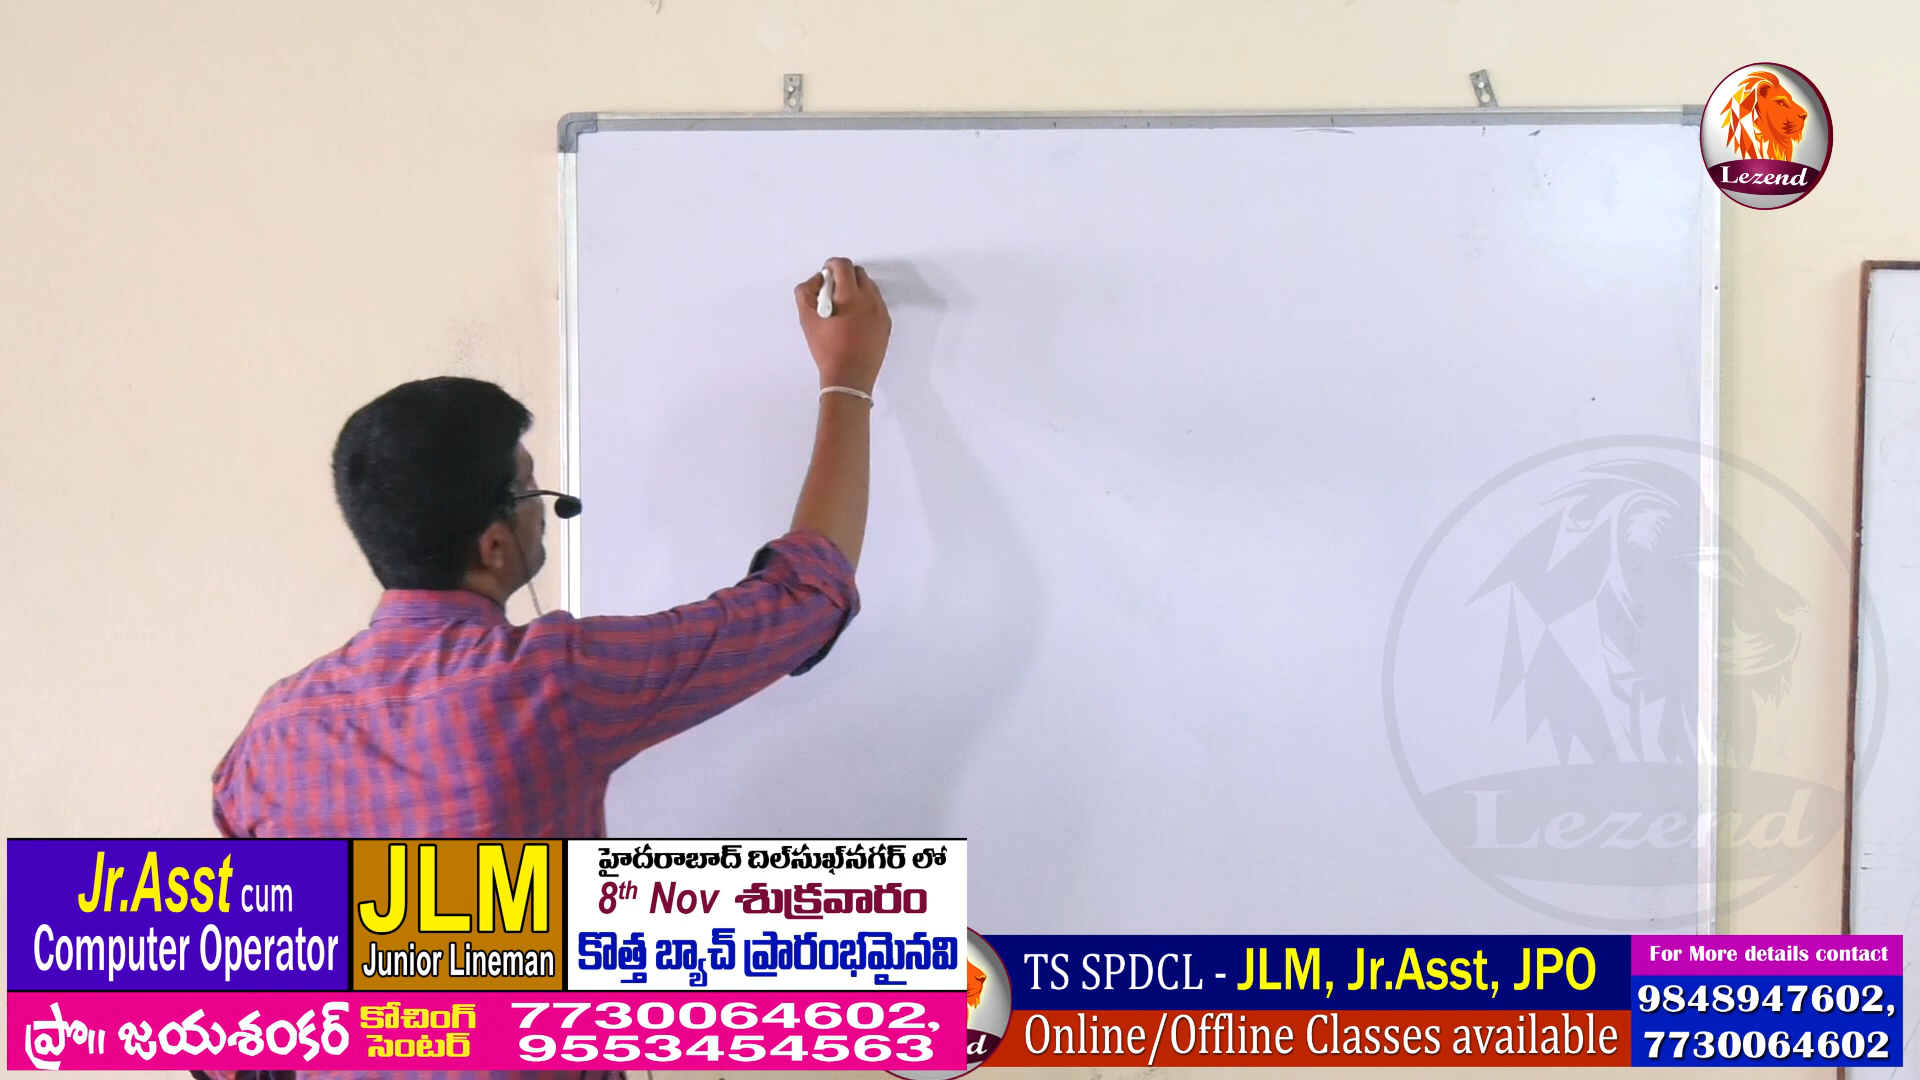 Lezend
Lezend
Jr.Asst cum
Computer Operator
JLM
Junior Lineman
హైదరాబాద్ దిల్‌సుఖ్‌నగర్ లో
8th Nov శుక్రవారం
కొత్త బ్యాచ్ ప్రారంభమైనవి
ప్రొ|| జయశంకర్
కోచింగ్
సెంటర్
7730064602,
9553454563
d
TS SPDCL - JLM, Jr.Asst, JPO
Online/Offline Classes available
For More details contact
9848947602,
7730064602